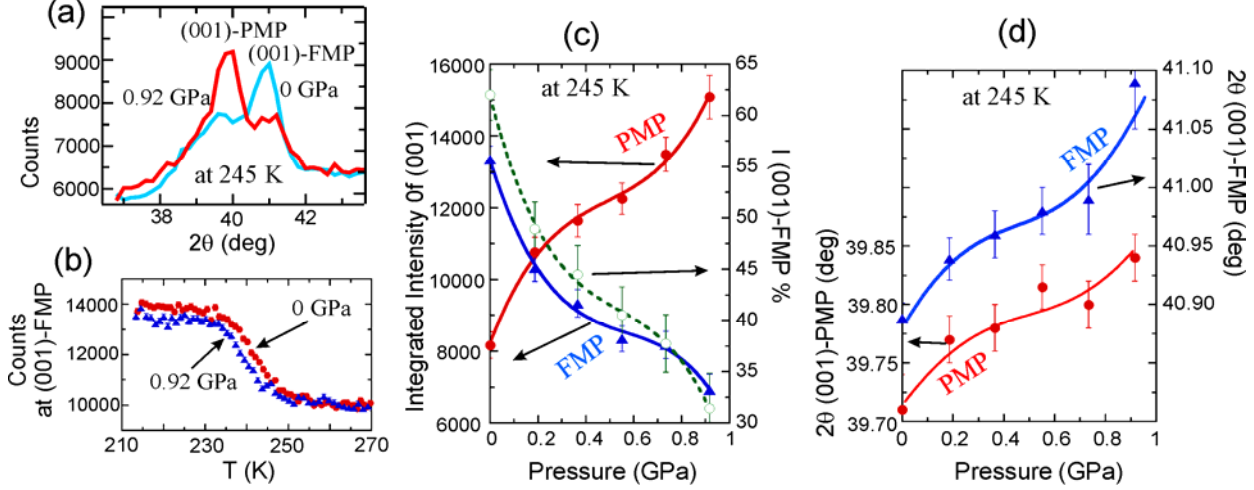 (a)
(001)-PMP
(001)-FMP
0.92 GPa
0 GPa
at 245 K
9000
8000
7000
6000
Counts
38
40
42
2θ (deg)
(b)
0 GPa
0.92 GPa
14000
12000
10000
Counts
at (001)-FMP
210
230
250
270
T (K)
(c)
at 245 K
PMP
FMP
16000
14000
12000
10000
8000
6000
Integrated Intensity 0f (001)
65
60
55
50
45
40
35
30
I (001)-FMP %
0
0.2
0.4
0.6
0.8
1
Pressure (GPa)
(d)
at 245 K
FMP
PMP
39.85
39.80
39.77
39.74
39.70
2θ (001)-PMP (deg)
41.10
41.05
41.00
40.95
40.90
2θ (001)-FMP (deg)
0
0.2
0.4
0.6
0.8
1
Pressure (GPa)